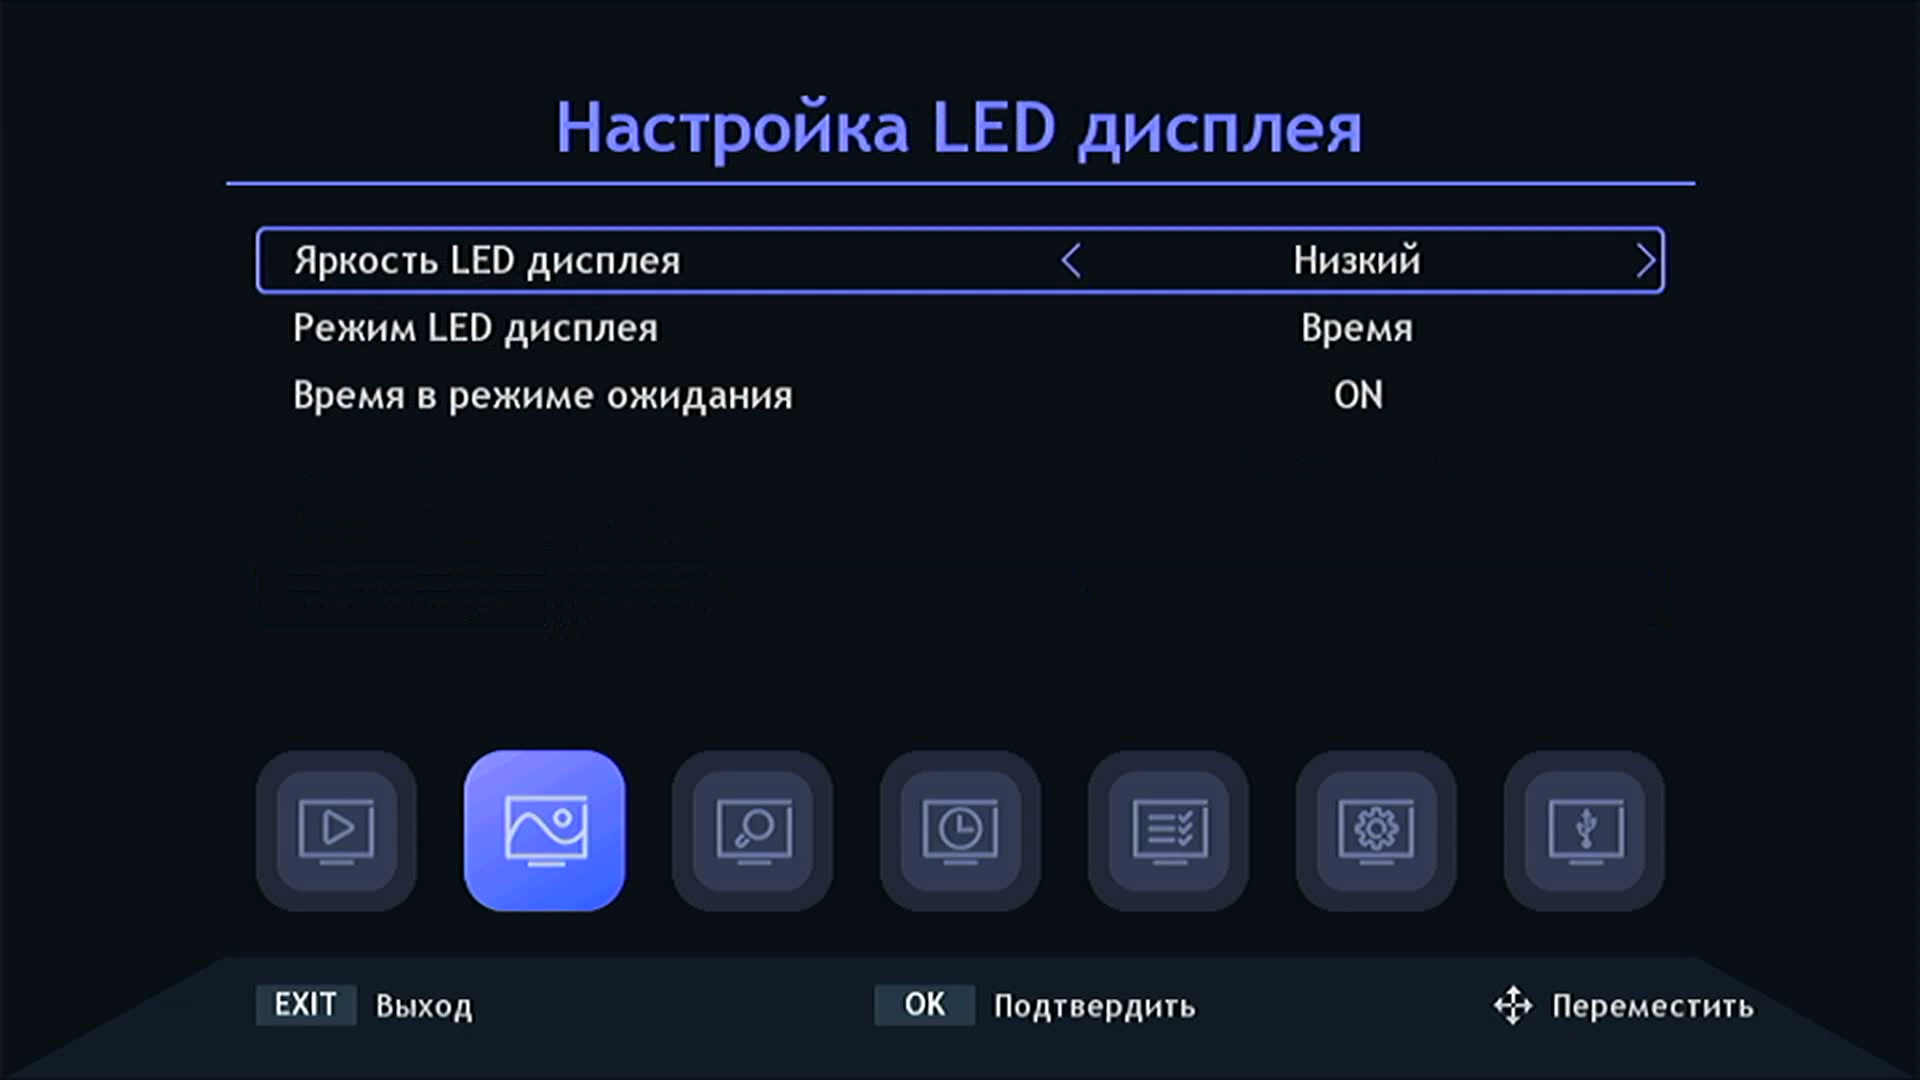 Настройка LED дисплея
Яркость LED дисплея Низкий
Режим LED дисплея Время
Время в режиме ожидания ON
EXIT Выход OK Подтвердить Переместить